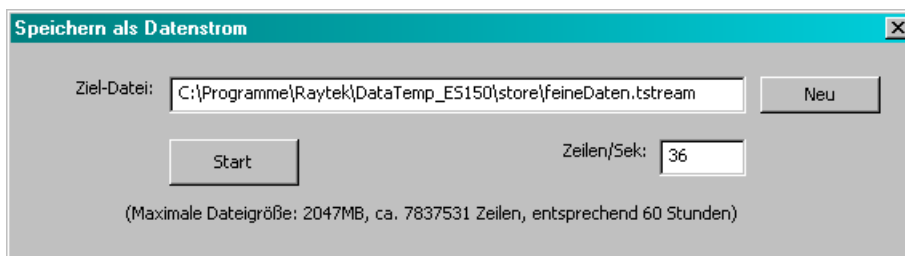 Speichern als Datenstrom
Ziel-Datei: C:\Programme\Raytek\DataTemp_ES150\store\feineDaten.tstream Neu
Start Zeilen/Sek: 36
(Maximale Dateigröße: 2047MB, ca. 7837531 Zeilen, entsprechend 60 Stunden)